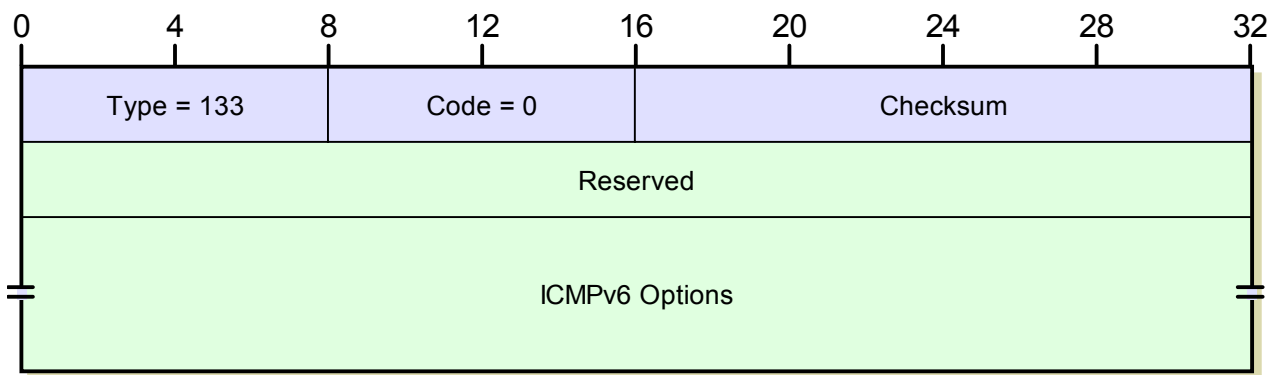 0 4 8 12 16 20 24 28 32
Type = 133 Code = 0 Checksum
Reserved
ICMPv6 Options